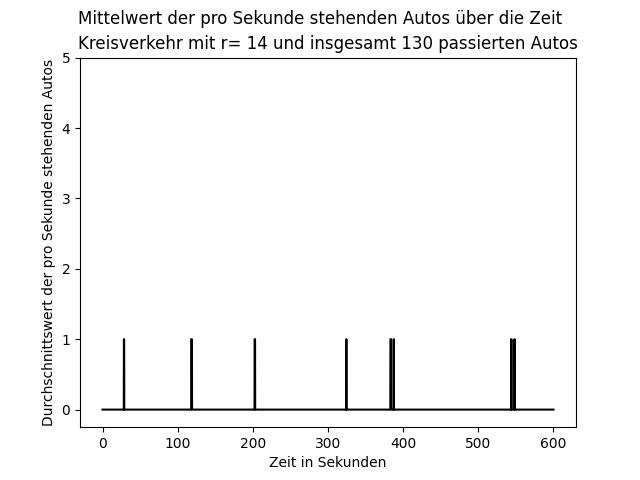 Mittelwert der pro Sekunde stehenden Autos über die Zeit
Kreisverkehr mit r= 14 und insgesamt 130 passierten Autos
Durchschnittswert der pro Sekunde stehenden Autos
5
4
3
2
1
0
0 100 200 300 400 500 600
Zeit in Sekunden